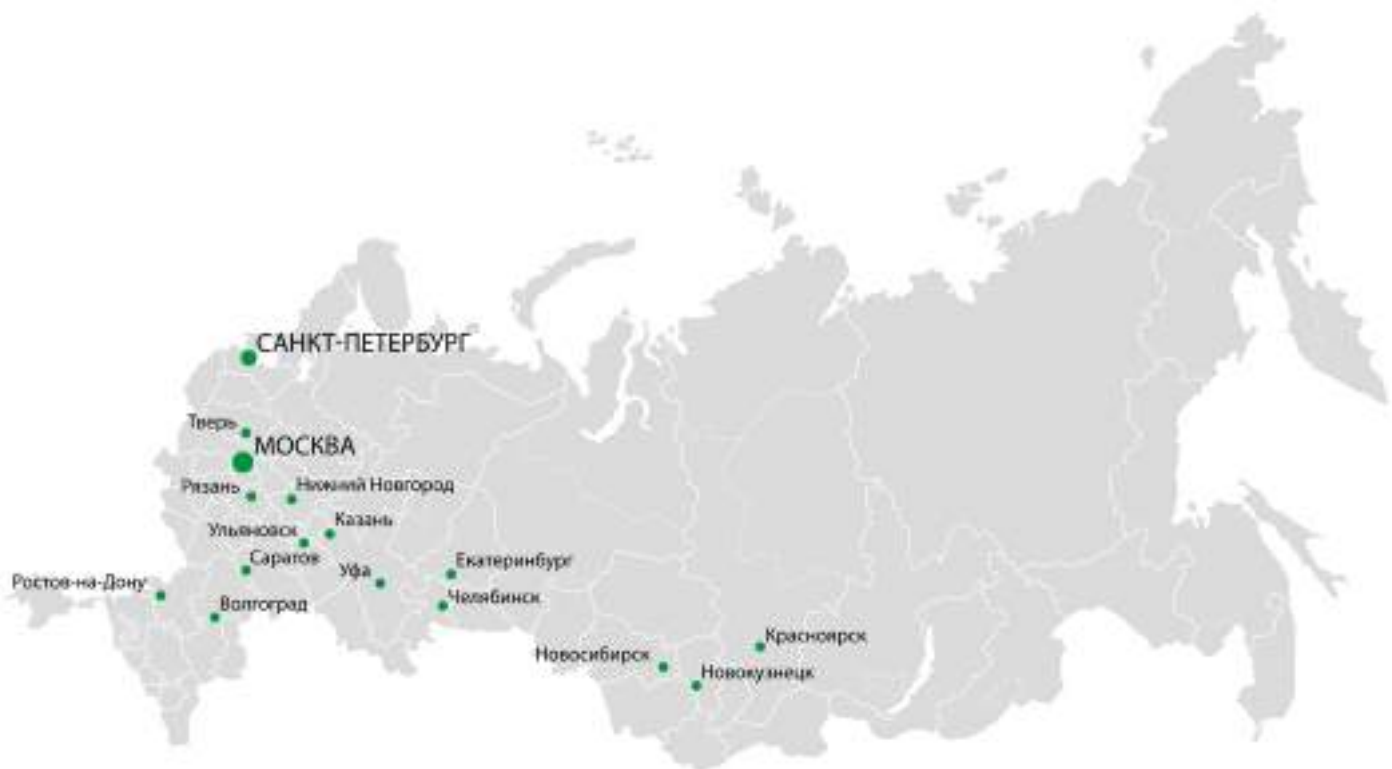 САНКТ-ПЕТЕРБУРГ
Тверь
МОСКВА
Рязань
Нижний Новгород
Казань
Ульяновск
Саратов
Уфа
Екатеринбург
Ростов-на-Дону
Челябинск
Волгоград
Красноярск
Новосибирск
Новокузнецк